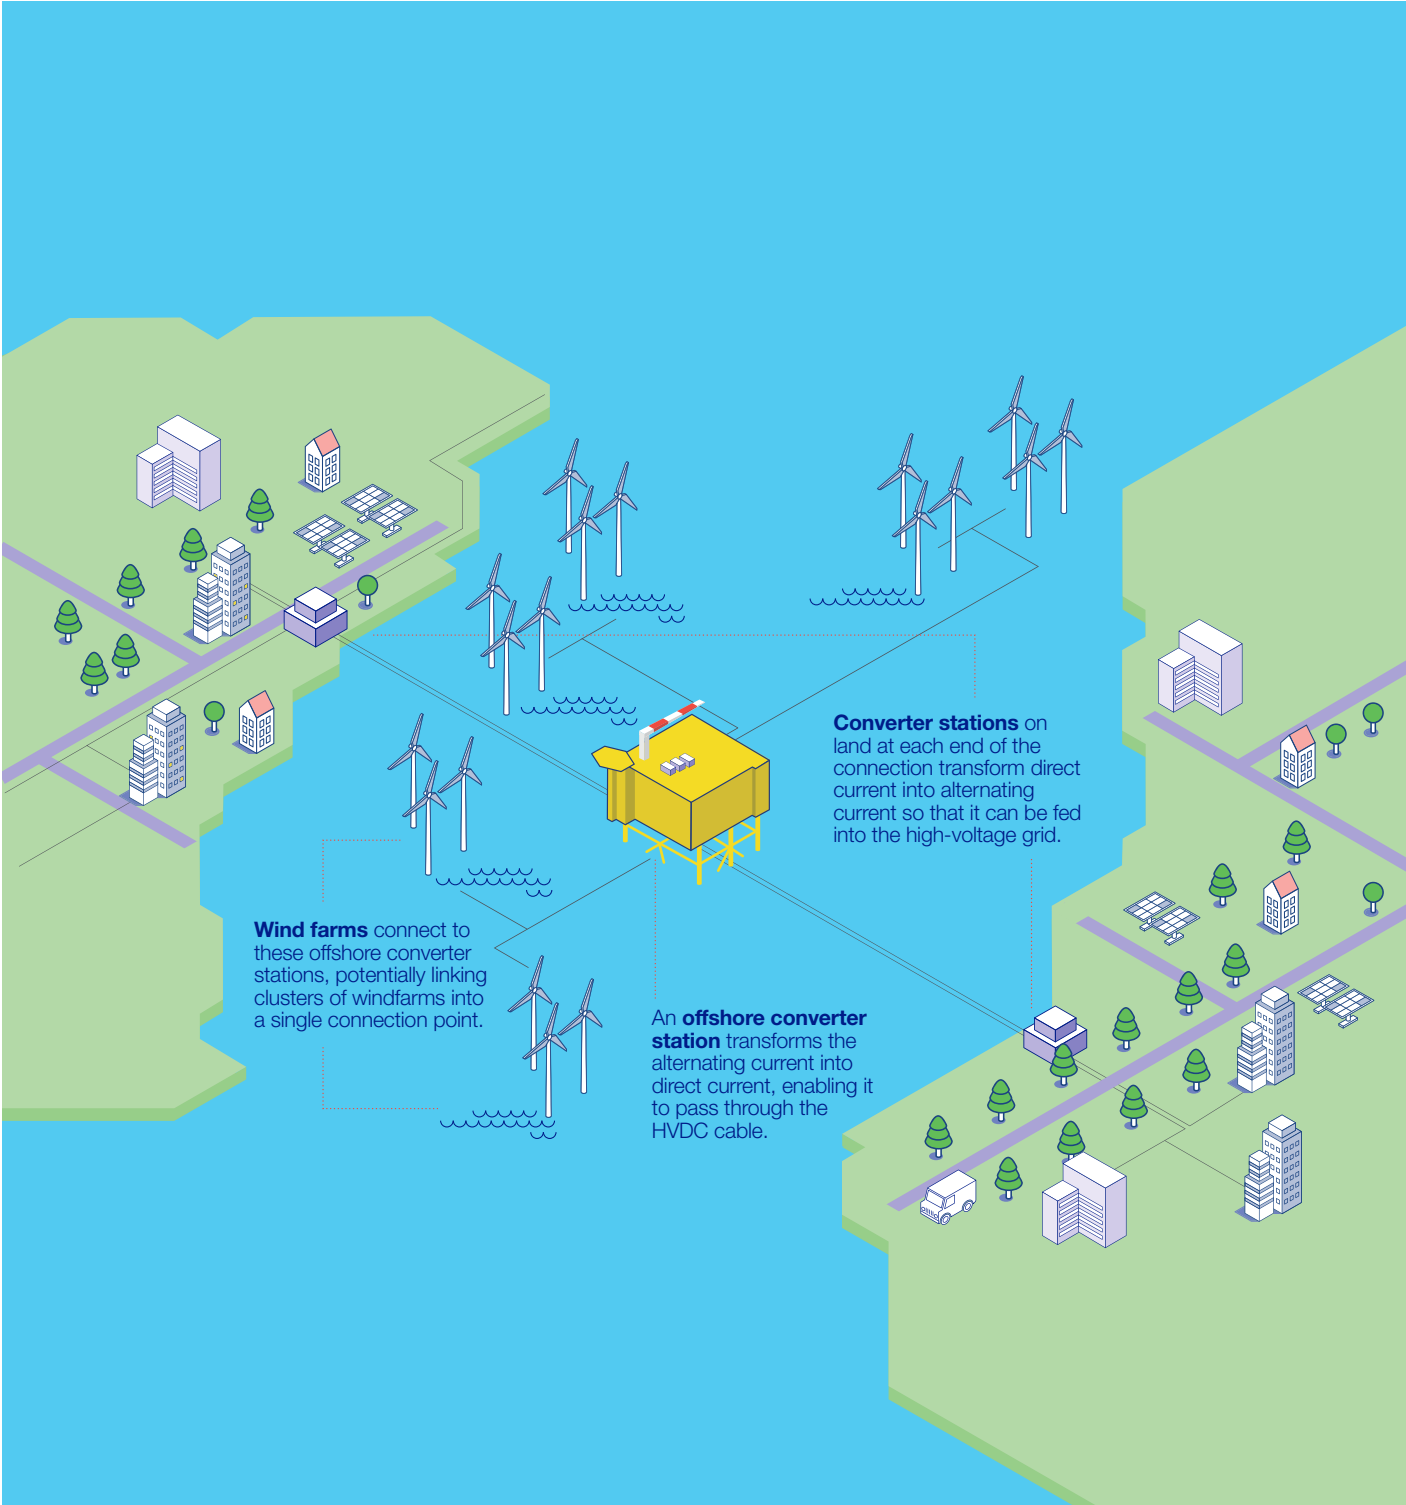 Converter stations on
land at each end of the
connection transform direct
current into alternating
current so that it can be fed
into the high-voltage grid.
Wind farms connect to
these offshore converter
stations, potentially linking
clusters of windfarms into
a single connection point.
An offshore converter
station transforms the
alternating current into
direct current, enabling it
to pass through the
HVDC cable.